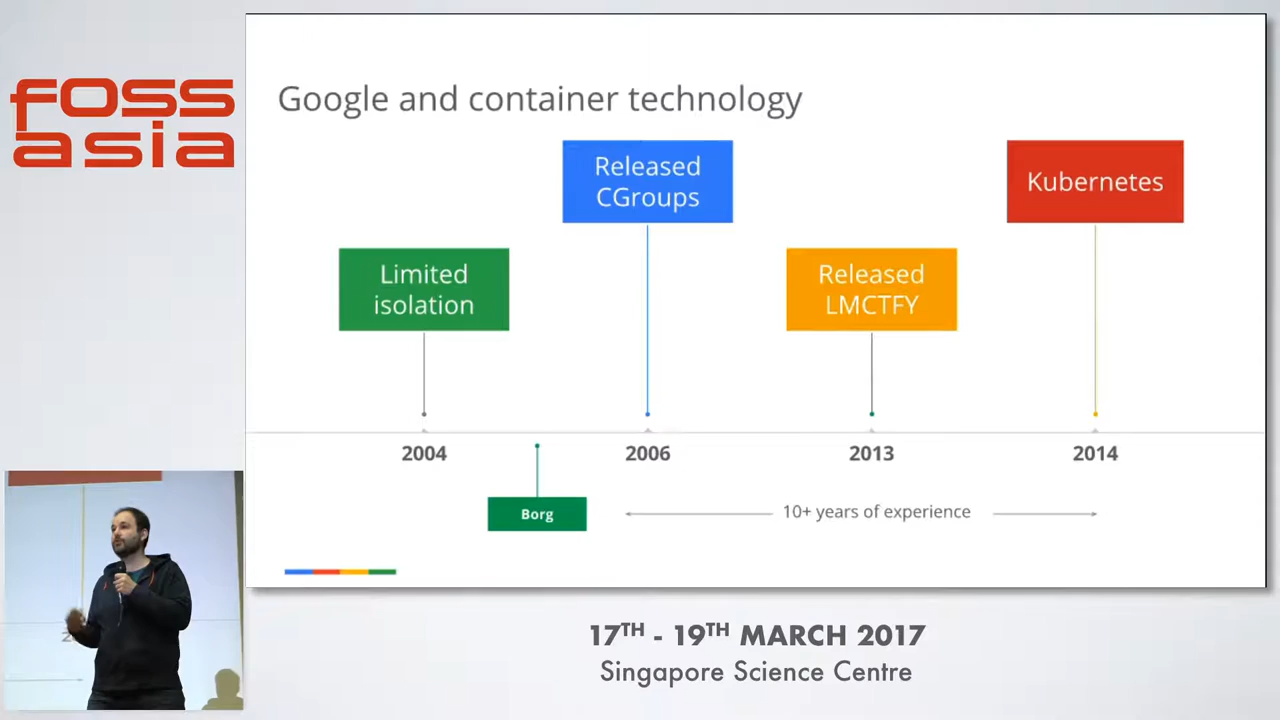 foss
asia
Google and container technology
Released
CGroups
Kubernetes
Limited
isolation
Released
LMCTFY
2004
2006
2013
2014
Borg
10+ years of experience
17TH - 19TH MARCH 2017
Singapore Science Centre